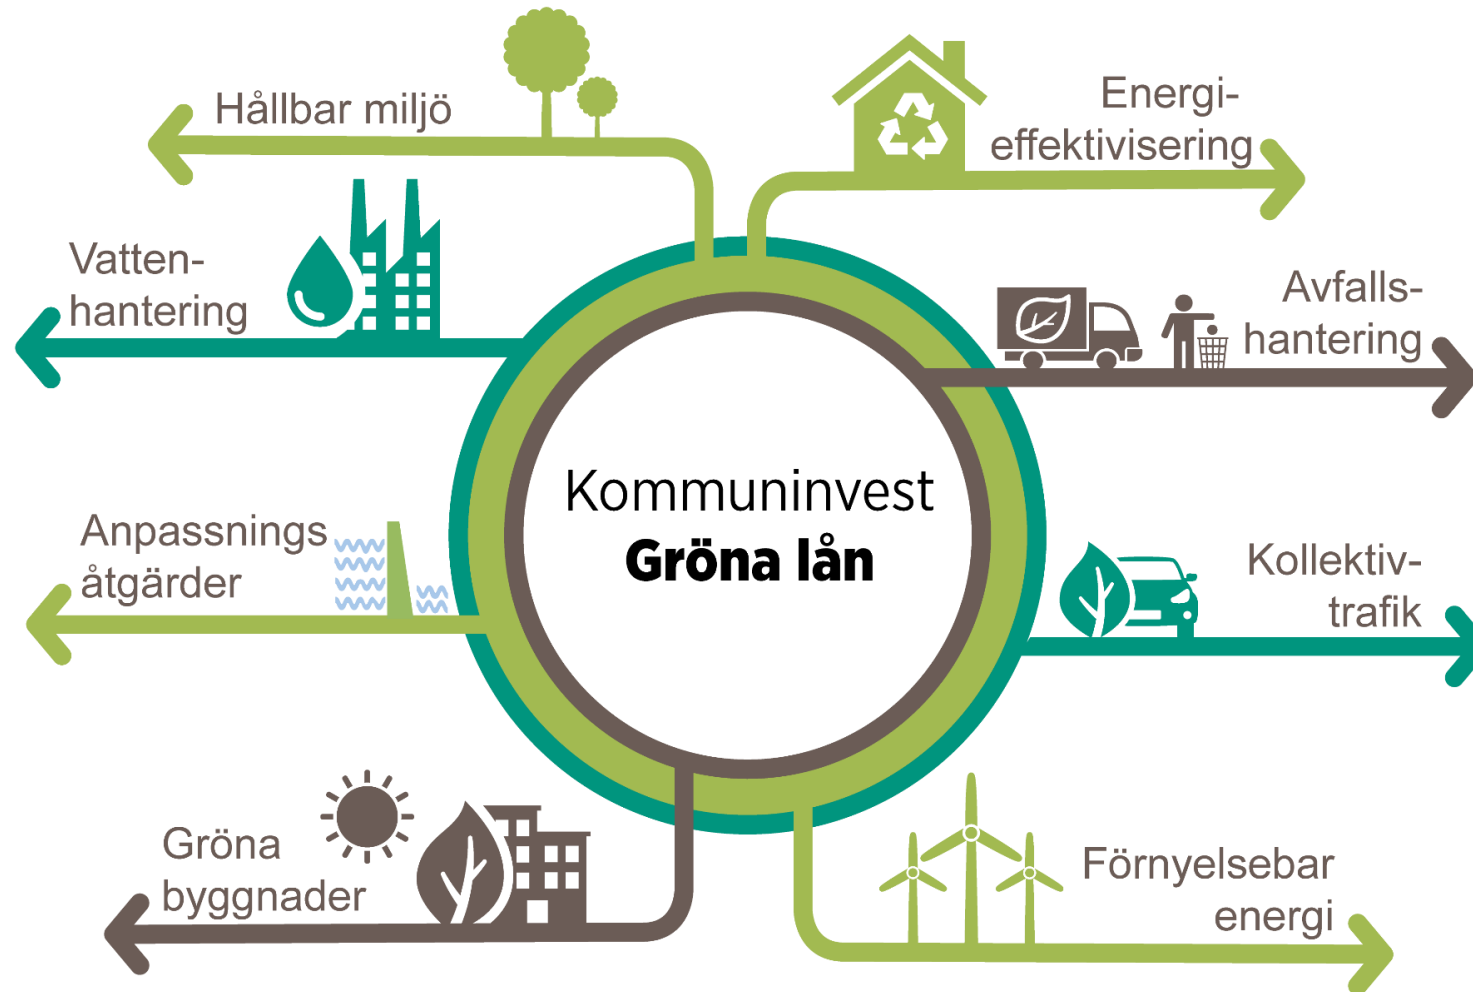 Hållbar miljö
Energi-
effektivisering
Vatten-
hantering
Avfalls-
hantering
Kommuninvest
Gröna lån
Anpassnings
åtgärder
Kollektiv-
trafik
Gröna
byggnader
Förnyelsebar
energi